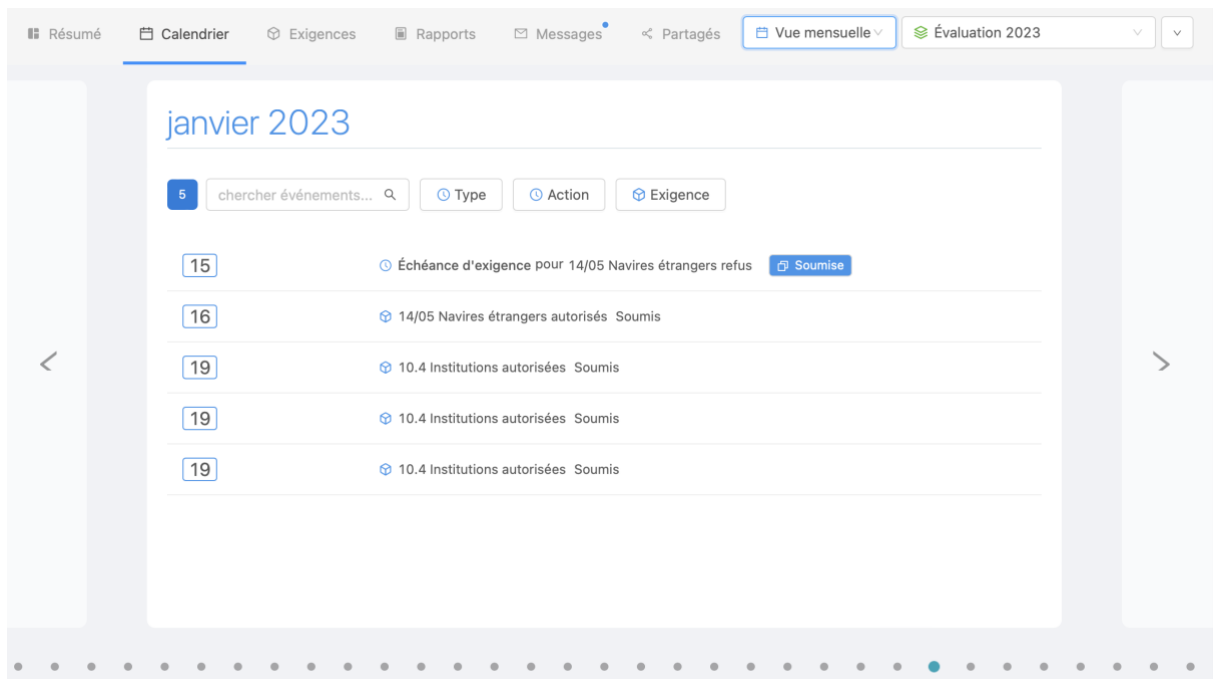 Résumé Calendrier Exigences Rapports Messages Partagés Vue mensuelle Évaluation 2023
janvier 2023
5 chercher événements... Type Action Exigence
15 Échéance d'exigence pour 14/05 Navires étrangers refus Soumise
16 14/05 Navires étrangers autorisés Soumis
19 10.4 Institutions autorisées Soumis
19 10.4 Institutions autorisées Soumis
19 10.4 Institutions autorisées Soumis